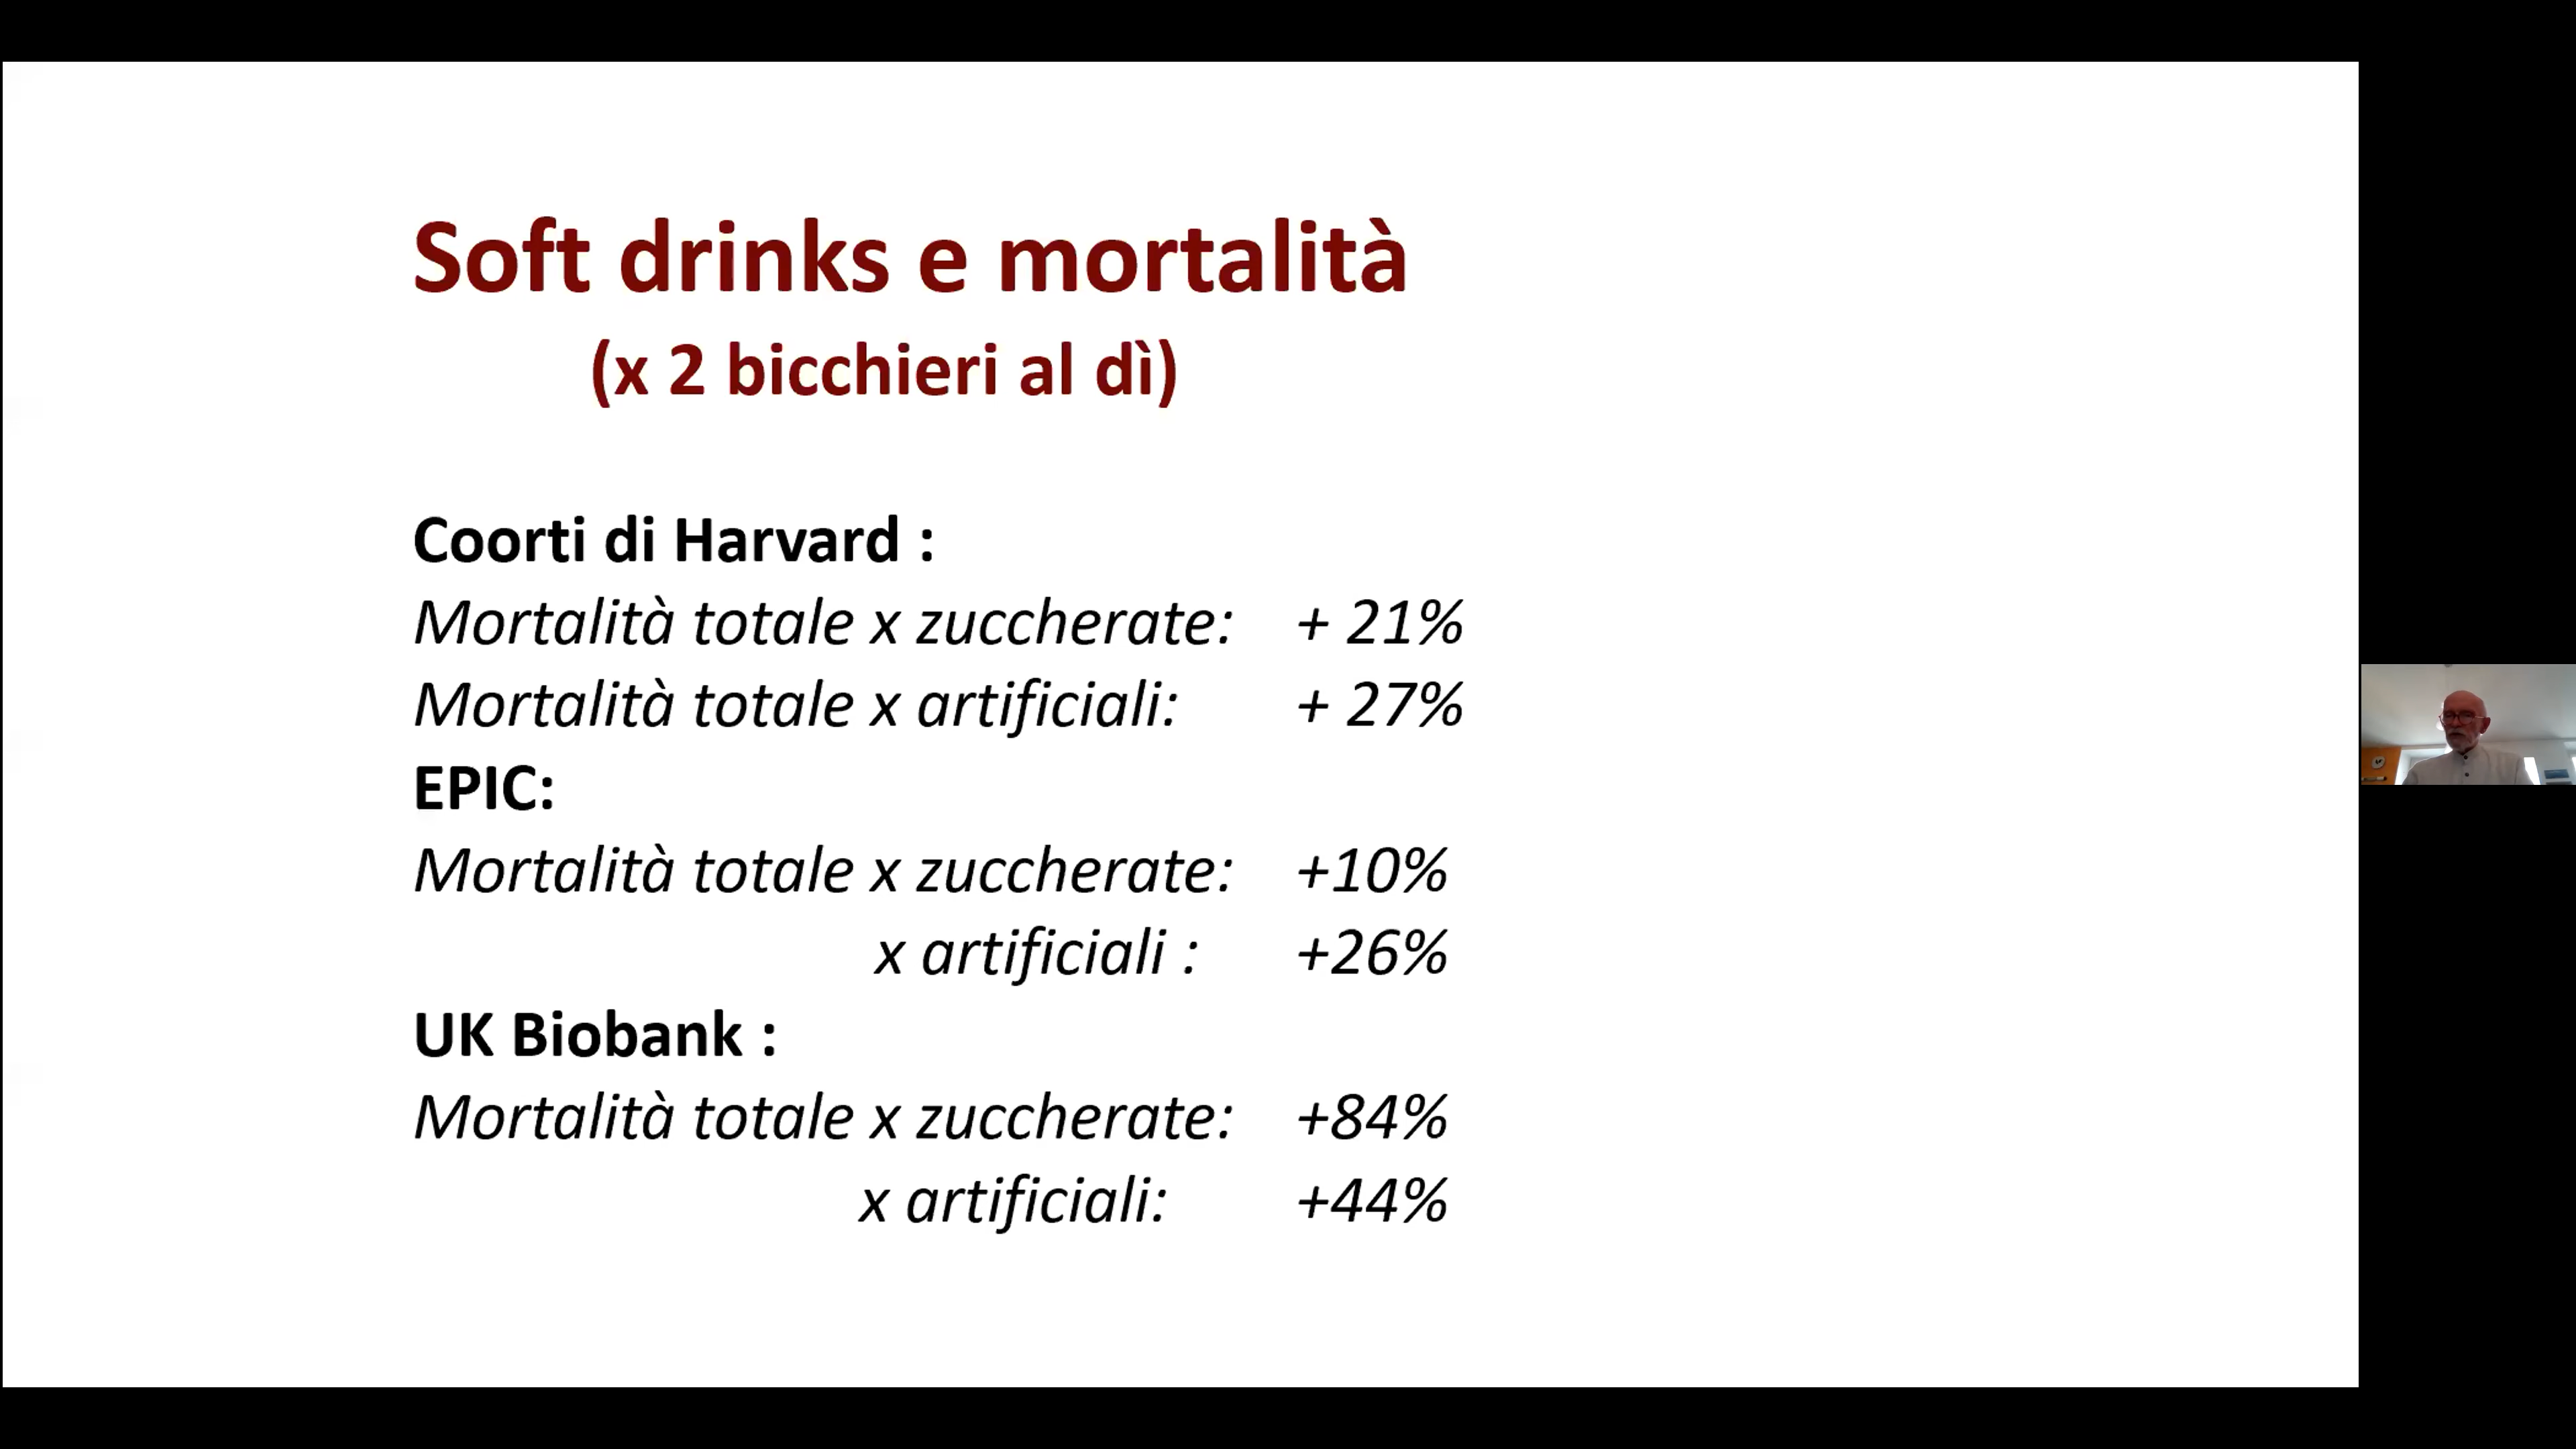 Soft drinks e mortalità
(x 2 bicchieri al dì)
Coorti di Harvard :
Mortalità totale x zuccherate: + 21%
Mortalità totale x artificiali: + 27%
EPIC:
Mortalità totale x zuccherate: +10%
x artificiali : +26%
UK Biobank :
Mortalità totale x zuccherate: +84%
x artificiali: +44%